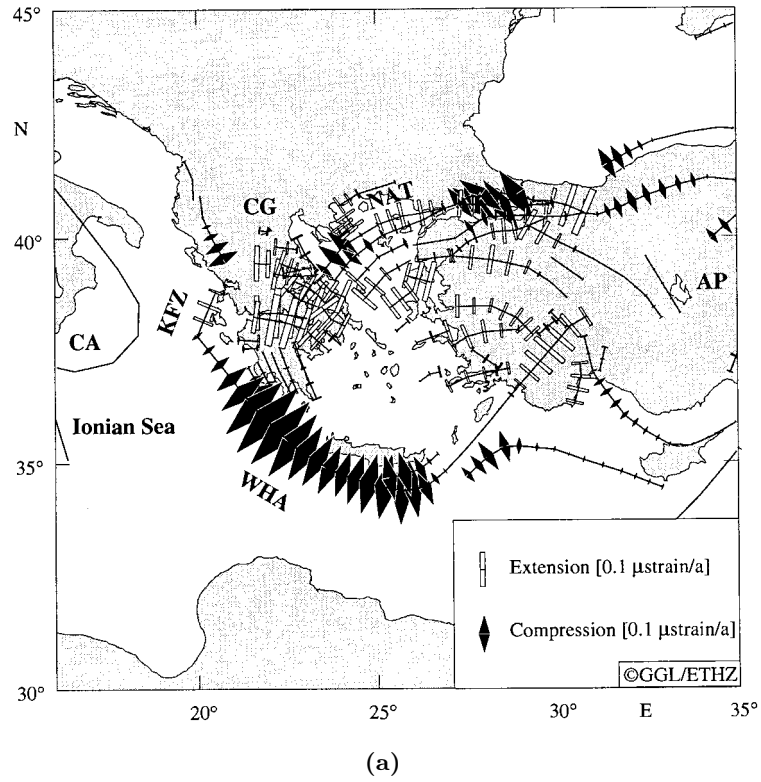 45°
N
NAT
CG
40°
AP
KFZ
CA
Ionian Sea
35°
WHA
Extension [0.1 µstrain/a]
Compression [0.1 µstrain/a]
©GGL/ETHZ
30°
20° 25° 30° E 35°
(a)